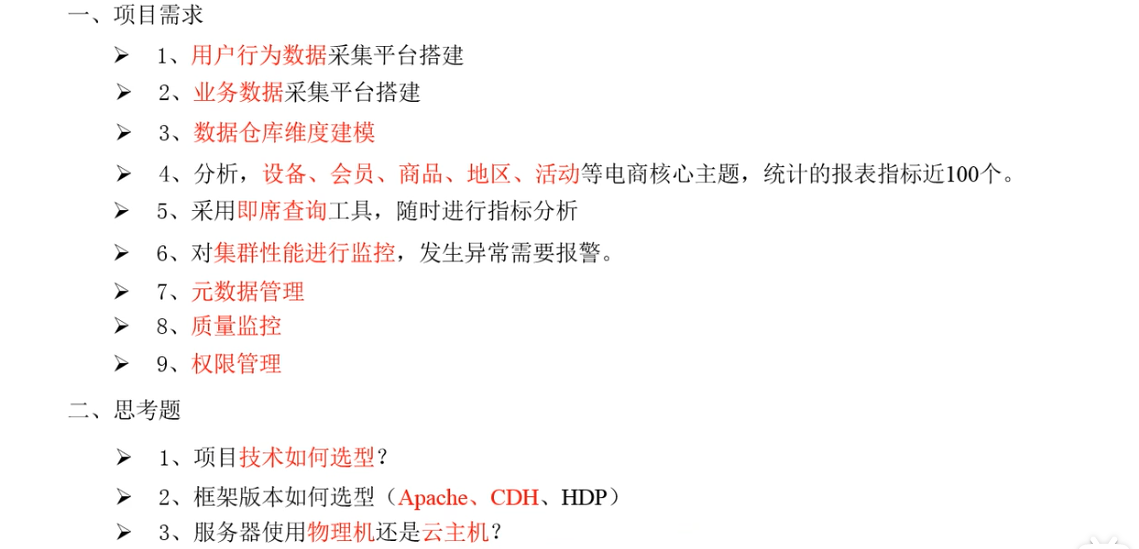 一、项目需求
➢ 1、用户行为数据采集平台搭建
➢ 2、业务数据采集平台搭建
➢ 3、数据仓库维度建模
➢ 4、分析，设备、会员、商品、地区、活动等电商核心主题，统计的报表指标近100个。
➢ 5、采用即席查询工具，随时进行指标分析
➢ 6、对集群性能进行监控，发生异常需要报警。
➢ 7、元数据管理
➢ 8、质量监控
➢ 9、权限管理
二、思考题
➢ 1、项目技术如何选型？
➢ 2、框架版本如何选型（Apache、CDH、HDP）
➢ 3、服务器使用物理机还是云主机？